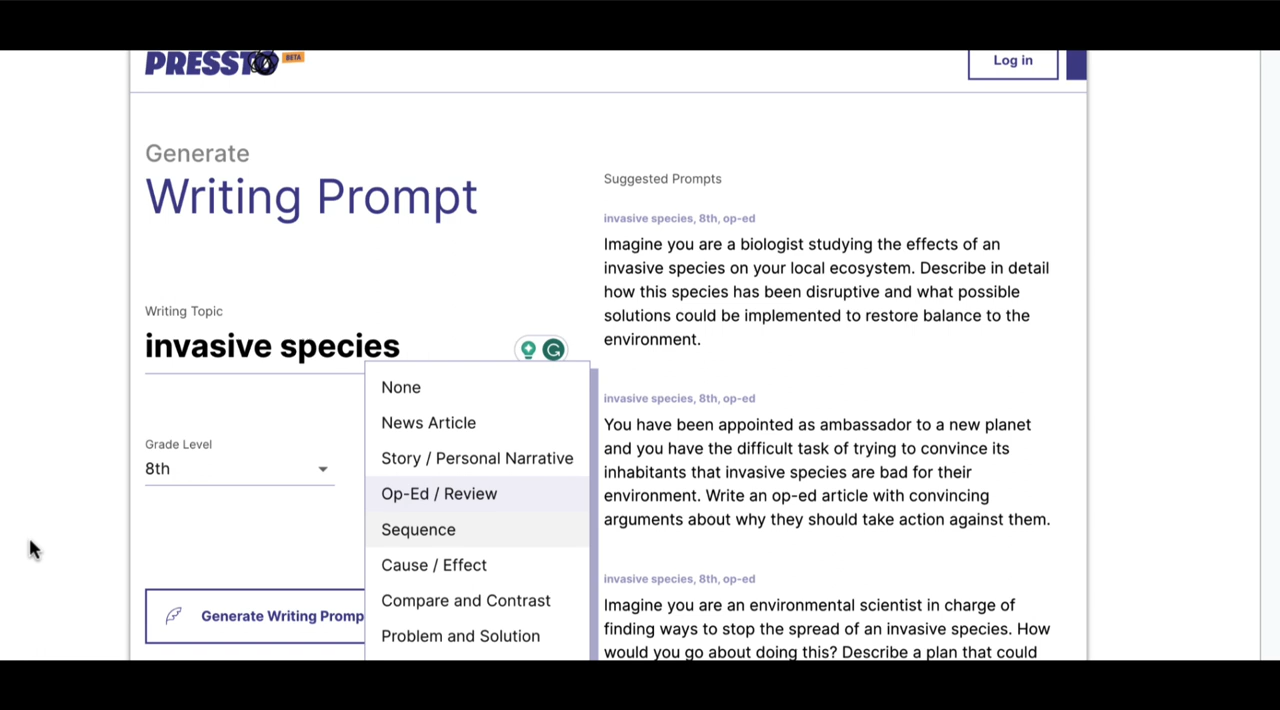 PRESSTO
BETA
Log in
Generate
Writing Prompt
Writing Topic
invasive species
Grade Level
8th
Generate Writing Promp
None
News Article
Story / Personal Narrative
Op-Ed / Review
Sequence
Cause / Effect
Compare and Contrast
Problem and Solution
Suggested Prompts
invasive species, 8th, op-ed
Imagine you are a biologist studying the effects of an
invasive species on your local ecosystem. Describe in detail
how this species has been disruptive and what possible
solutions could be implemented to restore balance to the
environment.
invasive species, 8th, op-ed
You have been appointed as ambassador to a new planet
and you have the difficult task of trying to convince its
inhabitants that invasive species are bad for their
environment. Write an op-ed article with convincing
arguments about why they should take action against them.
invasive species, 8th, op-ed
Imagine you are an environmental scientist in charge of
finding ways to stop the spread of an invasive species. How
would you go about doing this? Describe a plan that could